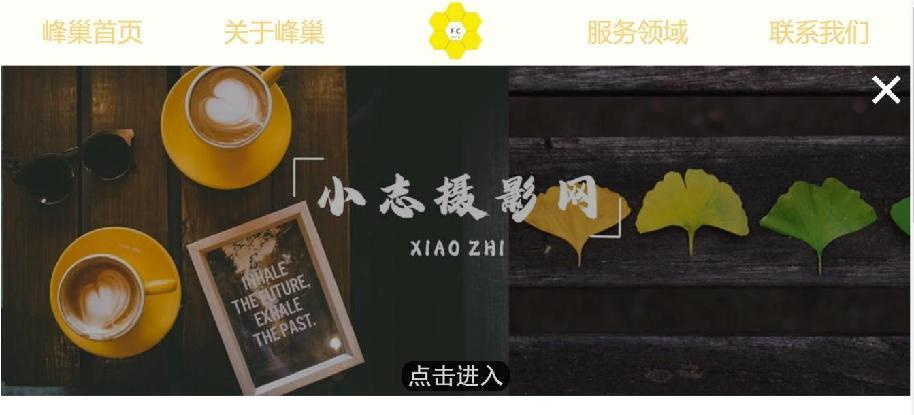 峰巢首页
关于峰巢
FC
服务领域
联系我们
小志摄影网
XIAO ZHI
INHALE
THE FUTURE,
EXHALE
THE PAST.
点击进入